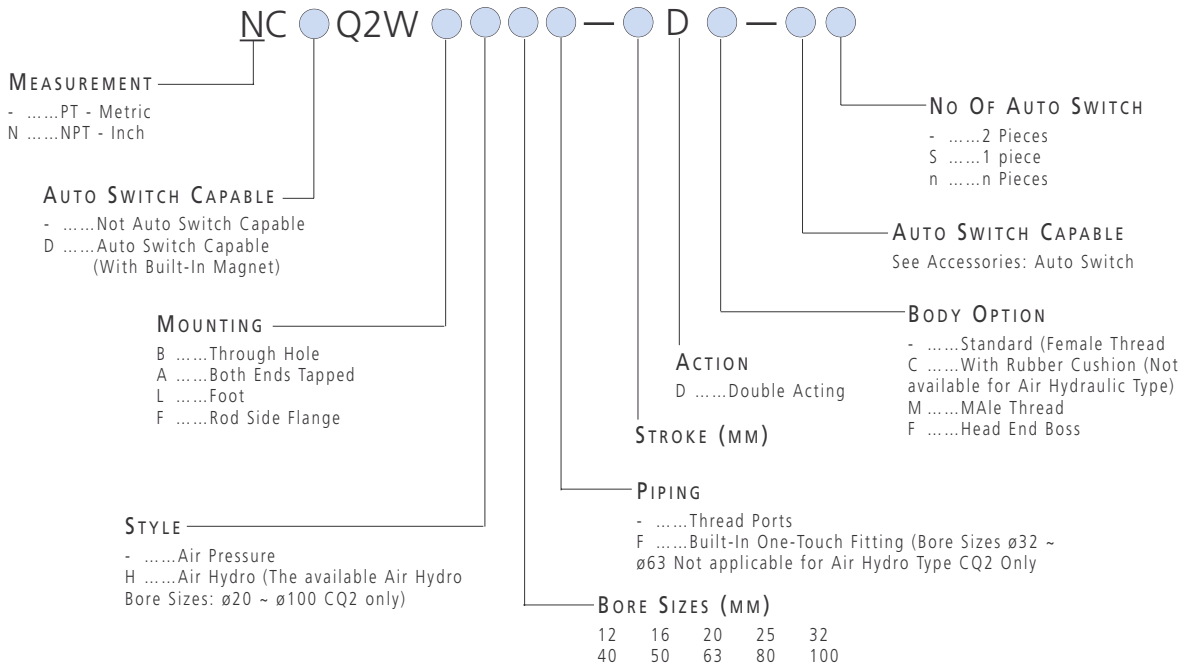 NC Q2W — D —
MEASUREMENT
- ......PT - Metric
N ......NPT - Inch
AUTO SWITCH CAPABLE
- ......Not Auto Switch Capable
D ......Auto Switch Capable
(With Built-In Magnet)
MOUNTING
B ......Through Hole
A ......Both Ends Tapped
L ......Foot
F ......Rod Side Flange
STYLE
- ......Air Pressure
H ......Air Hydro (The available Air Hydro
Bore Sizes: ø20 ~ ø100 CQ2 only)
BORE SIZES (MM)
12 16 20 25 32
40 50 63 80 100
PIPING
- ......Thread Ports
F ......Built-In One-Touch Fitting (Bore Sizes ø32 ~
ø63 Not applicable for Air Hydro Type CQ2 Only
STROKE (MM)
ACTION
D ......Double Acting
BODY OPTION
- ......Standard (Female Thread
C ......With Rubber Cushion (Not
available for Air Hydraulic Type)
M ......MAle Thread
F ......Head End Boss
AUTO SWITCH CAPABLE
See Accessories: Auto Switch
NO OF AUTO SWITCH
- ......2 Pieces
S ......1 piece
n ......n Pieces